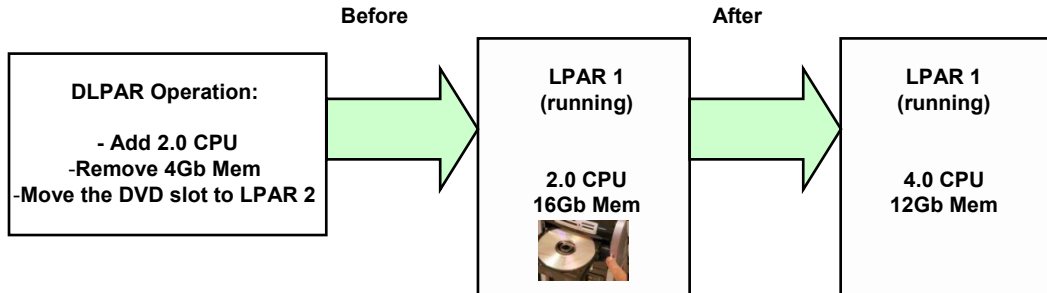 Before
After
DLPAR Operation:
- Add 2.0 CPU
-Remove 4Gb Mem
-Move the DVD slot to LPAR 2
LPAR 1
(running)
2.0 CPU
16Gb Mem
LPAR 1
(running)
4.0 CPU
12Gb Mem